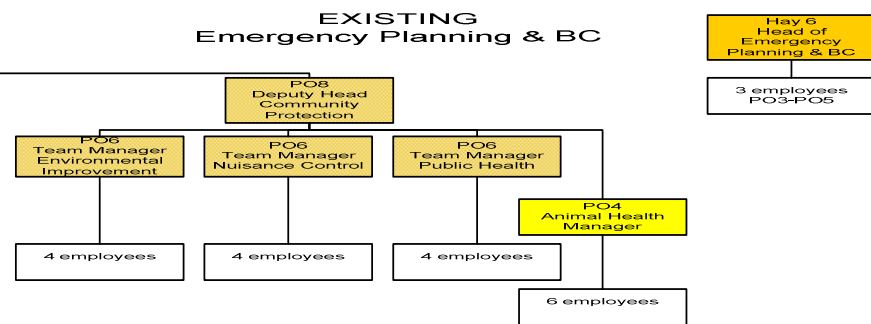 EXISTING
Emergency Planning & BC
Hay 6
Head of
Emergency
Planning & BC
3 employees
PO3-PO5
PO8
Deputy Head
Community
Protection
PO6
Team Manager
Environmental
Improvement
PO6
Team Manager
Nuisance Control
PO6
Team Manager
Public Health
PO4
Animal Health
Manager
4 employees
4 employees
4 employees
6 employees